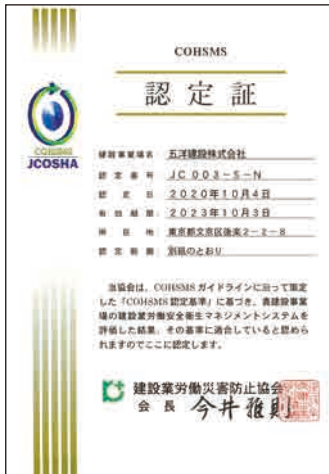 COHSMS
認定証
COHSMS
JCOSHA
建設事業場名：五洋建設株式会社
認定番号：JC 003-S-N
認定日：2020年10月4日
有効期限：2023年10月3日
所在地：東京都文京区後楽2-2-8
認定範囲：別紙のとおり
当協会は、COHSMSガイドラインに沿って策定
した「COHSMS認定基準」に基づき、貴建設事業
場の建設業労働安全衛生マネジメントシステムを
評価した結果、その基準に適合していると認めら
れますのでここに認定します。
建設業労働災害防止協会
会長 今井雅則